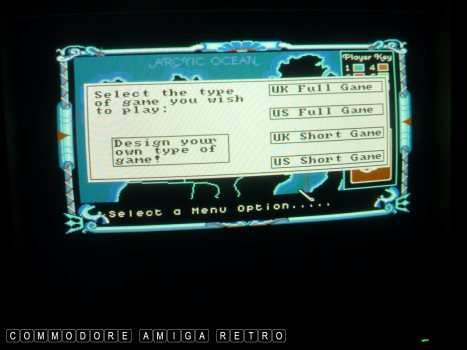 ARCTIC OCEAN
Player Key
1 4
Select the type
of game you wish
to play:
UK Full Game
US Full Game
Design your
own type of
game!
UK Short Game
US Short Game
Select a Menu Option.....
COMMODORE AMIGA RETRO